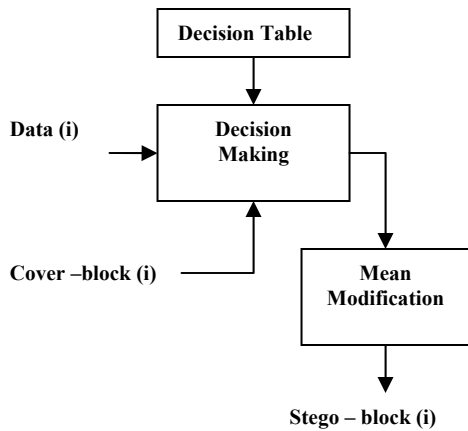 Decision Table
Data (i)
Decision
Making
Cover –block (i)
Mean
Modification
Stego – block (i)